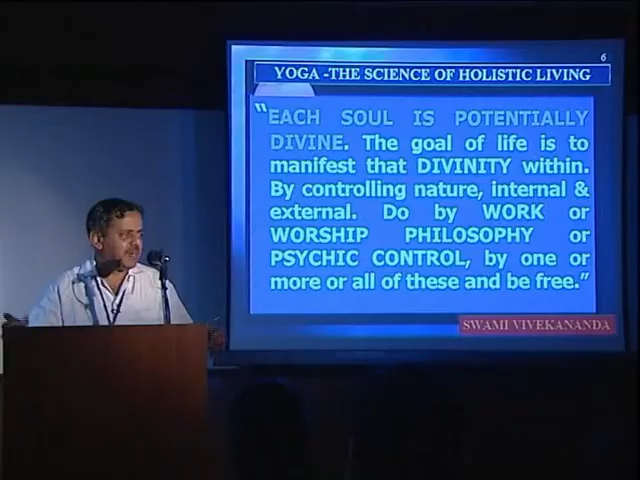 6
YOGA -THE SCIENCE OF HOLISTIC LIVING
“EACH SOUL IS POTENTIALLY
DIVINE. The goal of life is to
manifest that DIVINITY within.
By controlling nature, internal &
external. Do by WORK or
WORSHIP PHILOSOPHY or
PSYCHIC CONTROL, by one or
more or all of these and be free.”
SWAMI VIVEKANANDA